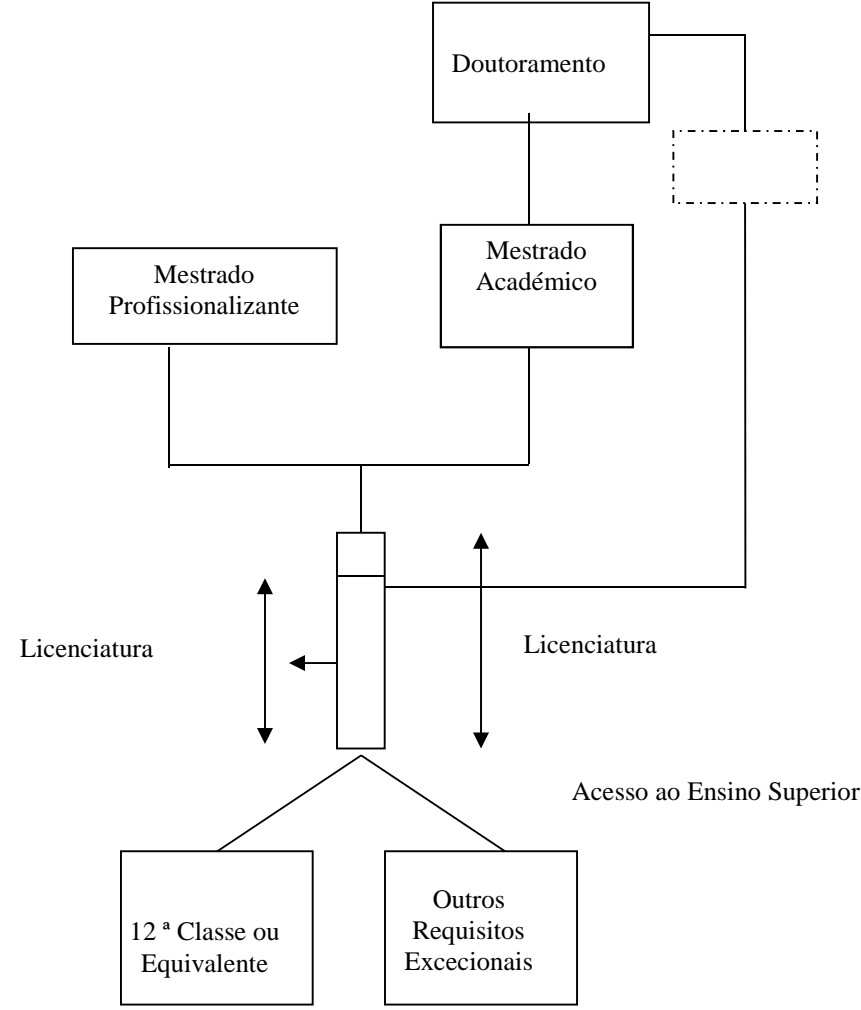 Doutoramento
Mestrado
Académico
Mestrado
Profissionalizante
Licenciatura
Licenciatura
Acesso ao Ensino Superior
12 ª Classe ou
Equivalente
Outros
Requisitos
Excecionais